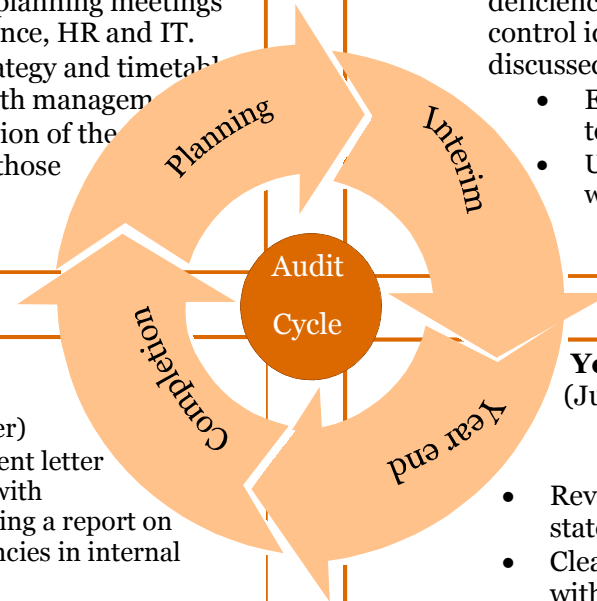 planning meetings
nce, HR and IT.
ategy and timetabl
th managem
ion of the
those
deficienc
control i
discussed
•
•
Planning
Interim
Audit
Cycle
Completion
Year end
er)
ent letter
with
ing a report on
ncies in internal
Ye
(Ju
• Rev
state
• Clea
with